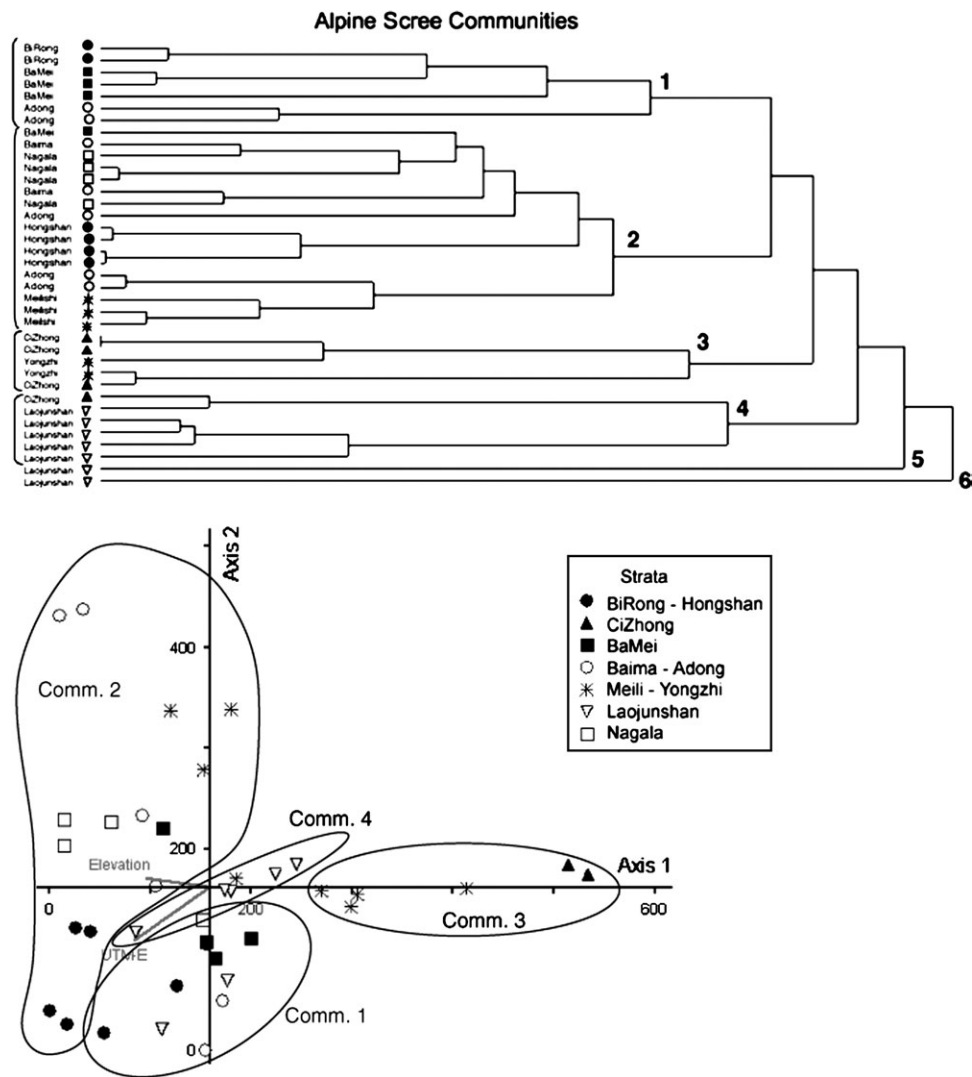 Alpine Scree Communities
BiRong
BiRong
BaMei
BaMei
BaMei
Adong
Adong
BaMei
Baima
Nagala
Nagala
Nagala
Baima
Nagala
Adong
Hongshan
Hongshan
Hongshan
Hongshan
Adong
Adong
Meilishi
Meilishi
Meilishi
CiZhong
CiZhong
Yongzhi
Yongzhi
CiZhong
CiZhong
Laojunshan
Laojunshan
Laojunshan
Laojunshan
Laojunshan
Laojunshan
Laojunshan
1
2
3
4
5
6
Axis 2
400
Comm. 2
200
Elevation
Comm. 4
Axis 1
0
200
600
UTM-E
Comm. 3
Comm. 1
0
Strata
BiRong - Hongshan
CiZhong
BaMei
Baima - Adong
Meili - Yongzhi
Laojunshan
Nagala